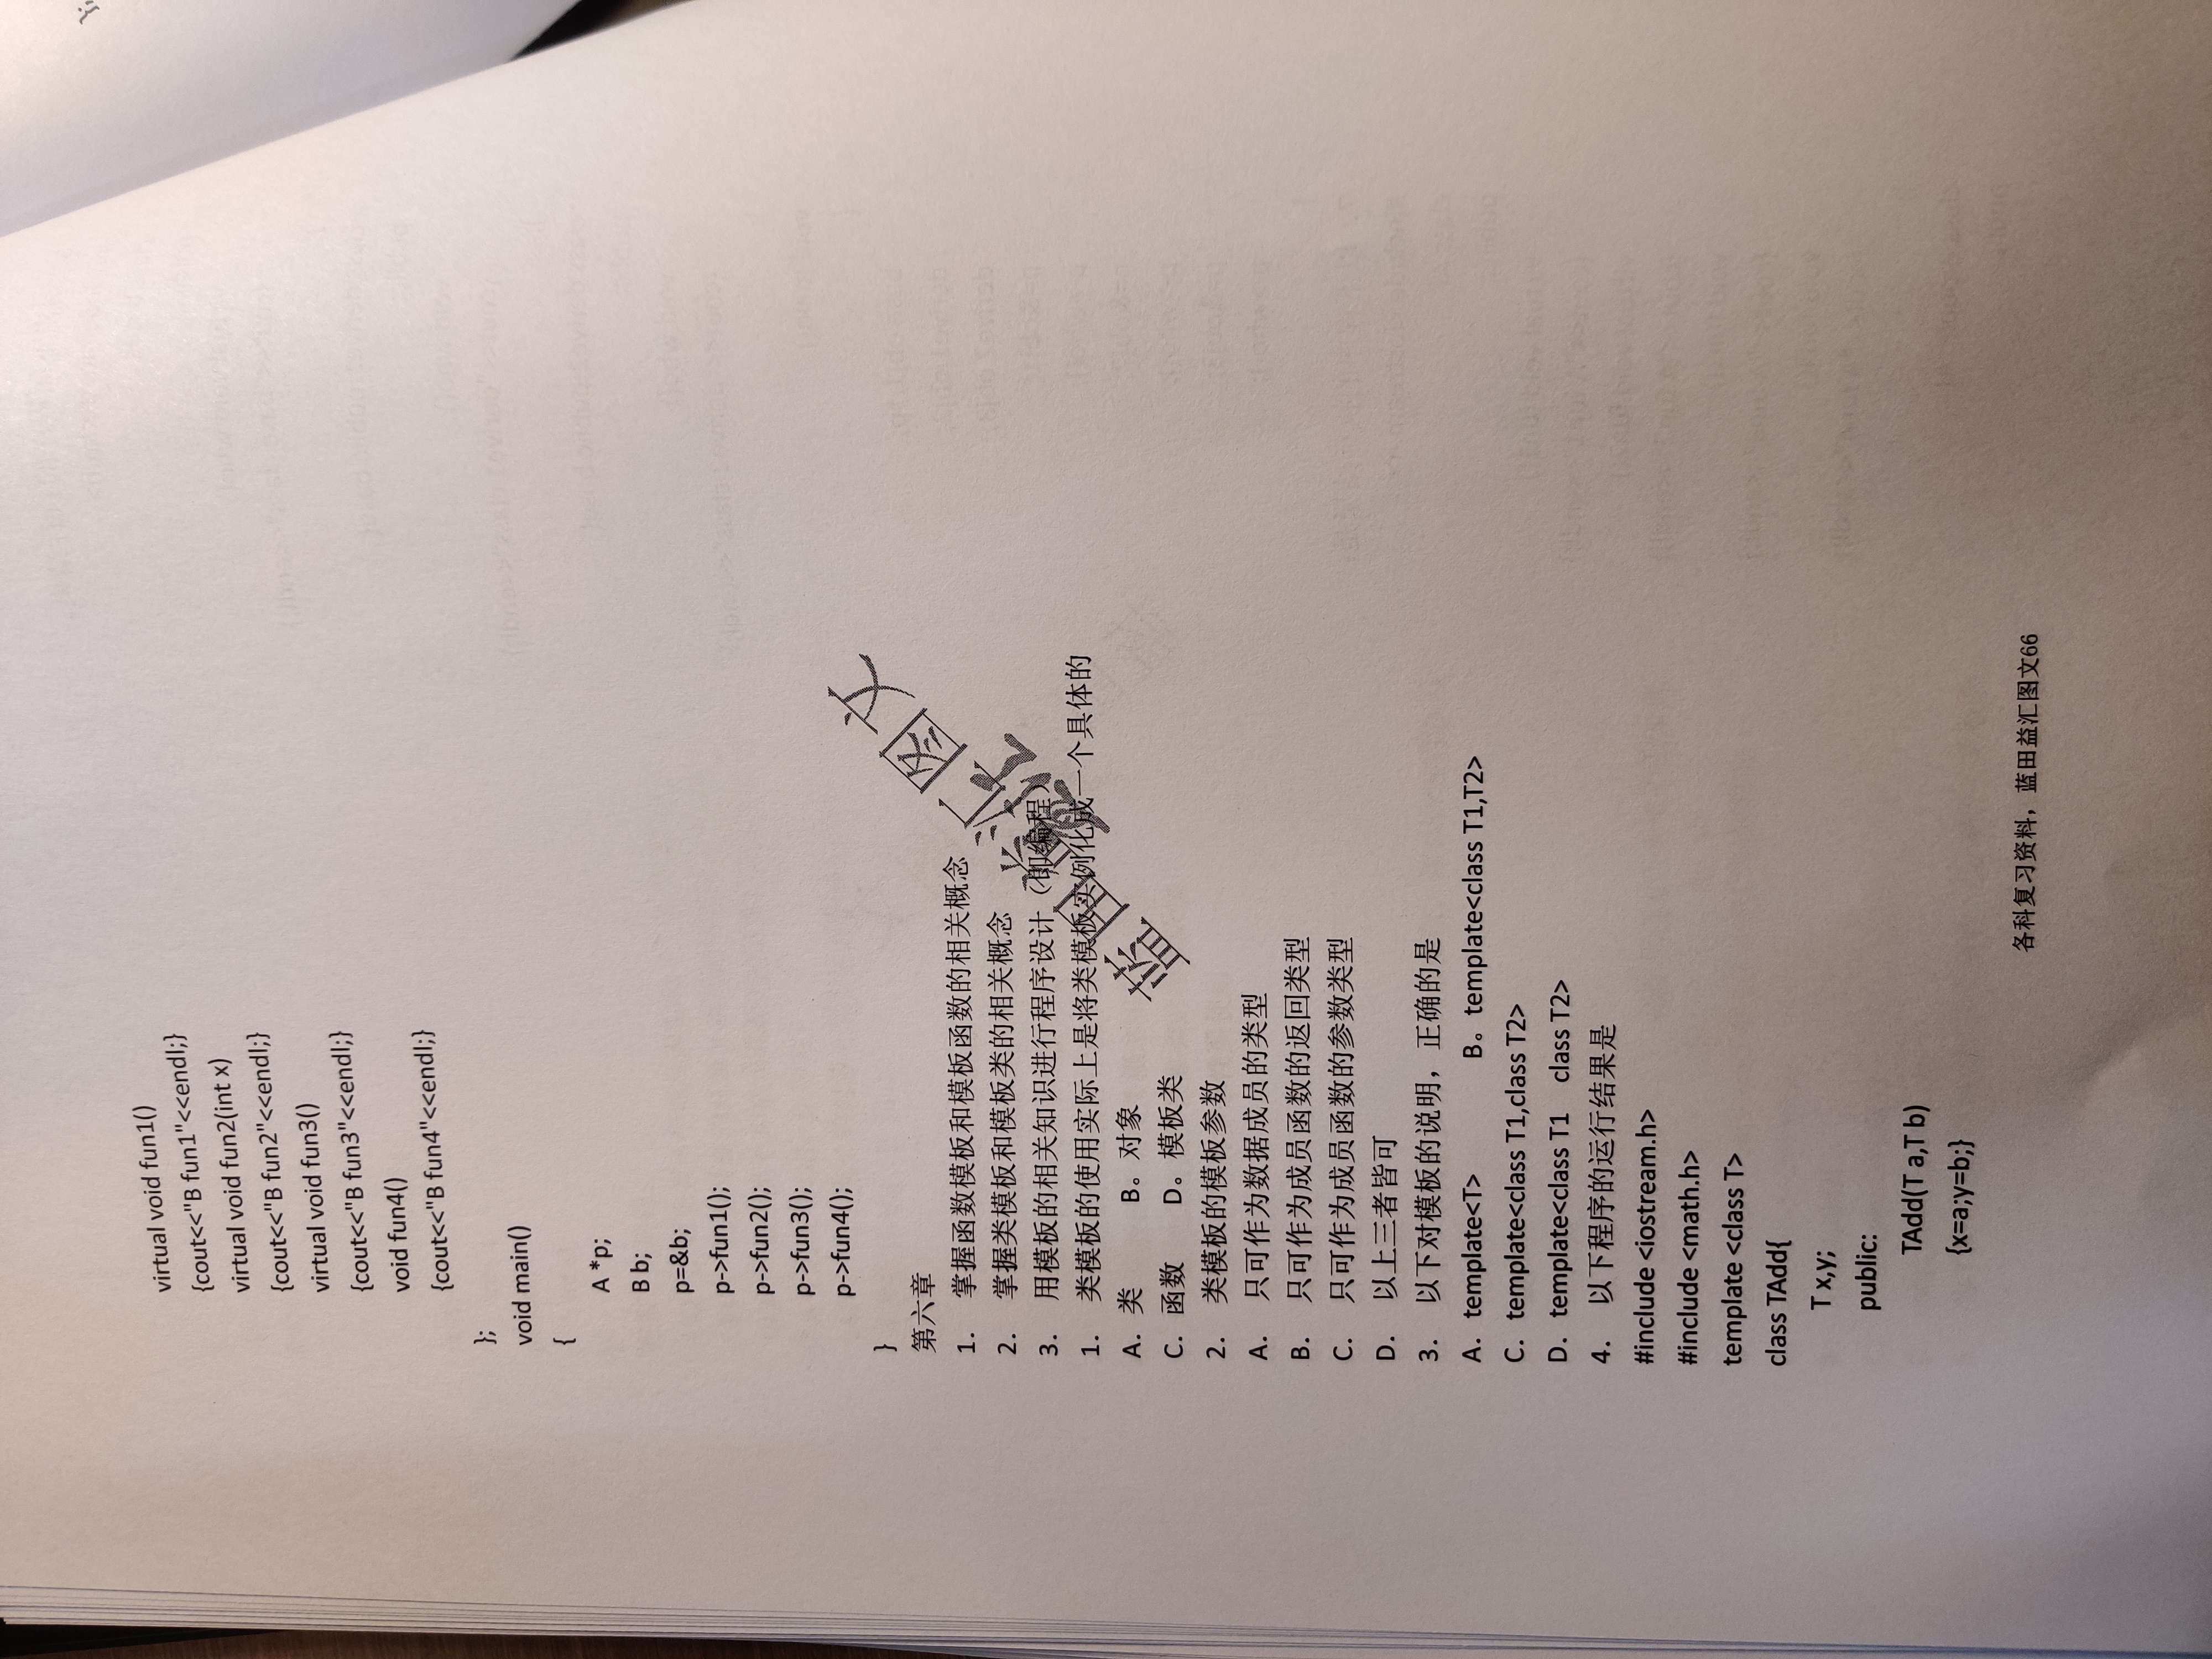 virtual void fun1()
{cout<<"B fun1"<<endl;}
virtual void fun2(int x)
{cout<<"B fun2"<<endl;}
virtual void fun3()
{cout<<"B fun3"<<endl;}
void fun4()
{cout<<"B fun4"<<endl;}
};
void main()
{
A *p;
B b;
p=&b;
p->fun1();
p->fun2();
p->fun3();
p->fun4();
}
第六章
1. 掌握函数模板和模板函数的相关概念
2. 掌握类模板和模板类的相关概念
3. 用模板的相关知识进行程序设计（即编程）
1. 类模板的使用实际上是将类模板实例化成一个具体的
A. 类 B。对象
C. 函数 D。模板类
2. 类模板的模板参数
A. 只可作为数据成员的类型
B. 只可作为成员函数的返回类型
C. 只可作为成员函数的参数类型
D. 以上三者皆可
3. 以下对模板的说明，正确的是
A. template<T> B。template<class T1,T2>
C. template<class T1,class T2>
D. template<class T1 class T2>
4. 以下程序的运行结果是
#include <iostream.h>
#include <math.h>
template <class T>
class TAdd{
T x,y;
public:
TAdd(T a,T b)
{x=a;y=b;}
蓝田益汇图文
各科复习资料，蓝田益汇图文66
};